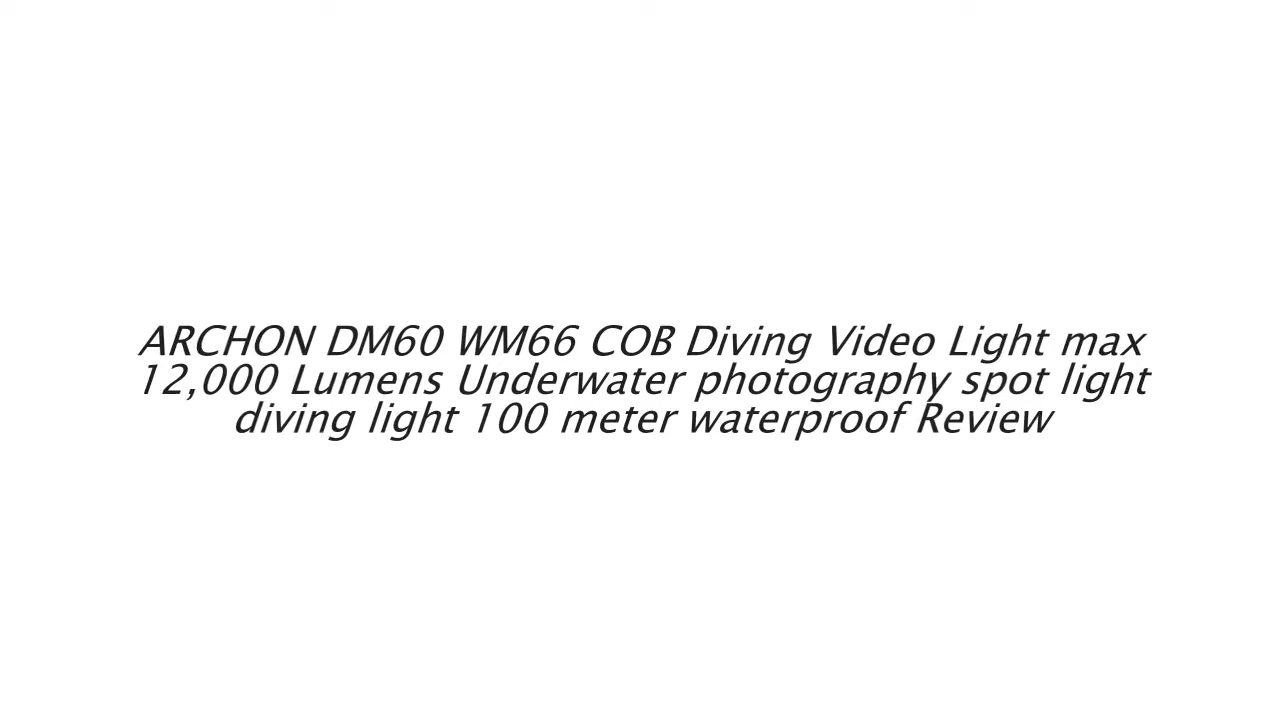 ARCHON DM60 WM66 COB Diving Video Light max
12,000 Lumens Underwater photography spot light
diving light 100 meter waterproof Review